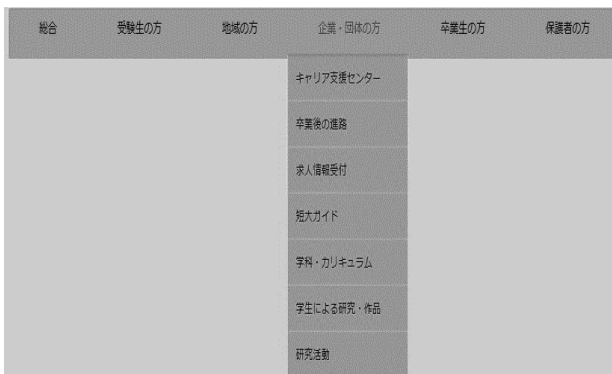 総合 受験生の方 地域の方 企業・団体の方 卒業生の方 保護者の方
キャリア支援センター
卒業後の進路
求人情報受付
短大ガイド
学科・カリキュラム
学生による研究・作品
研究活動